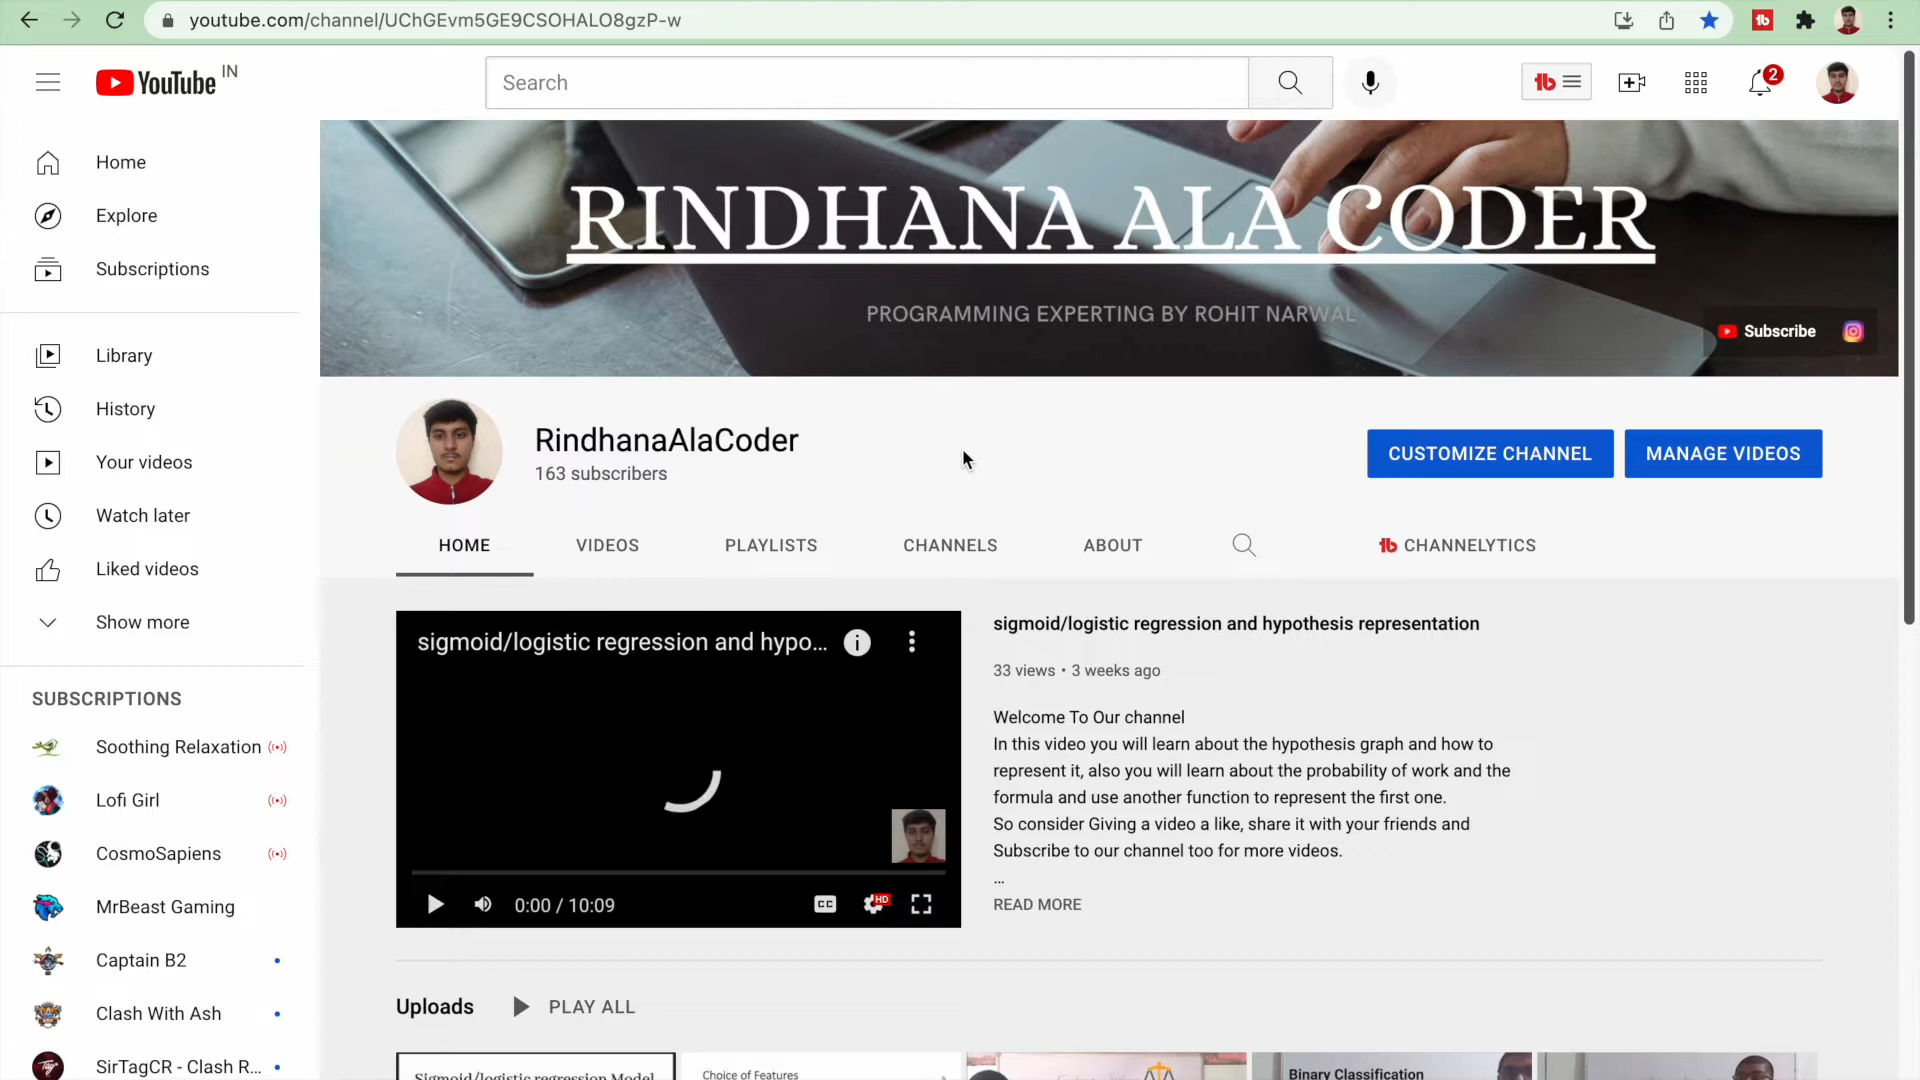 youtube.com/channel/UChGEvm5GE9CSOHALO8gzP-w
YouTube IN
Search
2
Home
Explore
Subscriptions
Library
History
Your videos
Watch later
Liked videos
Show more
SUBSCRIPTIONS
Soothing Relaxation
Lofi Girl
CosmoSapiens
MrBeast Gaming
Captain B2
Clash With Ash
SirTagCR - Clash R...
RINDHANA ALA CODER
PROGRAMMING EXPERTING BY ROHIT NARWAL
Subscribe
RindhanaAlaCoder
163 subscribers
CUSTOMIZE CHANNEL
MANAGE VIDEOS
HOME
VIDEOS
PLAYLISTS
CHANNELS
ABOUT
CHANNELYTICS
sigmoid/logistic regression and hypo...
0:00 / 10:09
CC
HD
sigmoid/logistic regression and hypothesis representation
33 views • 3 weeks ago
Welcome To Our channel
In this video you will learn about the hypothesis graph and how to
represent it, also you will learn about the probability of work and the
formula and use another function to represent the first one.
So consider Giving a video a like, share it with your friends and
Subscribe to our channel too for more videos.
...
READ MORE
Uploads
PLAY ALL
Sigmoid/logistic regression Model
Choice of Features
Binary Classification